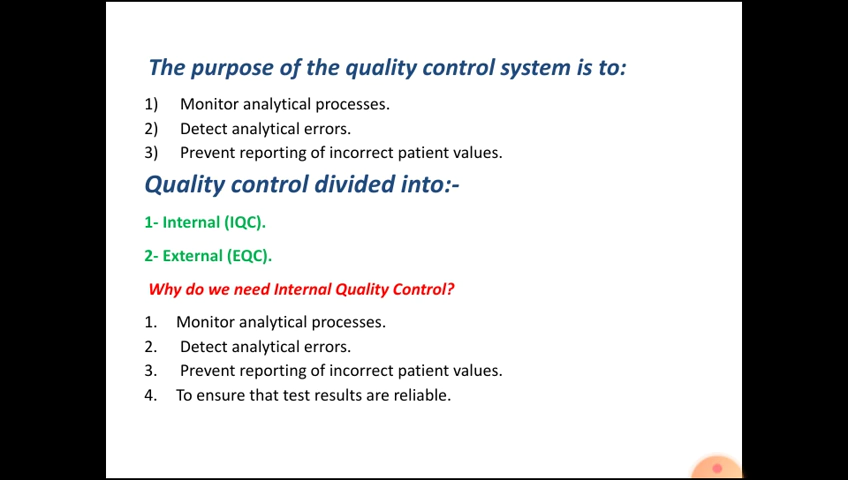 The purpose of the quality control system is to:
1) Monitor analytical processes.
2) Detect analytical errors.
3) Prevent reporting of incorrect patient values.
Quality control divided into:-
1- Internal (IQC).
2- External (EQC).
Why do we need Internal Quality Control?
1. Monitor analytical processes.
2. Detect analytical errors.
3. Prevent reporting of incorrect patient values.
4. To ensure that test results are reliable.